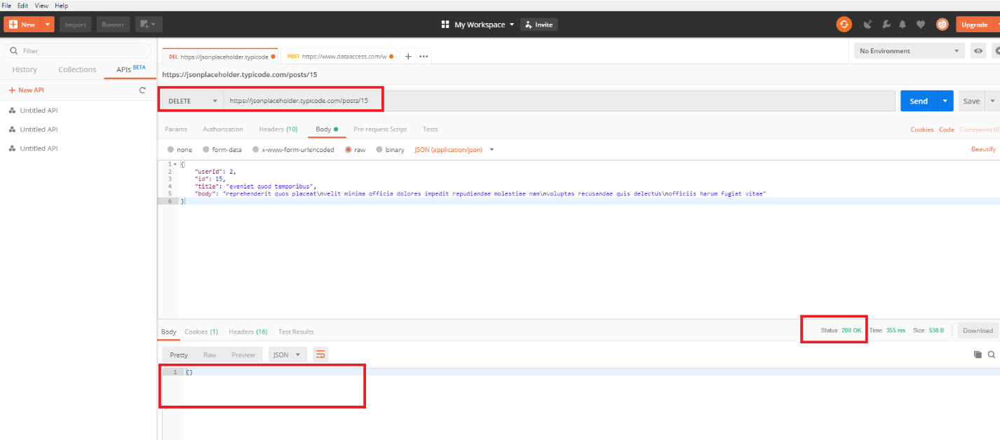 File Edit View Help
New Import Runner My Workspace Invite Upgrade
Filter
History Collections APIs BETA
New API
Untitled API
Untitled API
Untitled API
DEL https://jsonplaceholder.typicode POST https://www.dataaccess.com/w No Environment
https://jsonplaceholder.typicode.com/posts/15
DELETE https://jsonplaceholder.typicode.com/posts/15 Send Save
Params Authorization Headers (10) Body Pre-request Script Tests Cookies Code Comments (0
none form-data x-www-form-urlencoded raw binary JSON (application/json) Beautify
1 {
2 "userId": 2,
3 "id": 15,
4 "title": "eveniet quod temporibus",
5 "body": "reprehenderit quos placeat\nvelit minima officia dolores impedit repudiandae molestiae nam\nvoluptas recusandae quis delectus\nofficiis harum fugiat vitae"
6 }
Body Cookies (1) Headers (16) Test Results Status: 200 OK Time: 355 ms Size: 538 B Download
Pretty Raw Preview JSON
1 {}